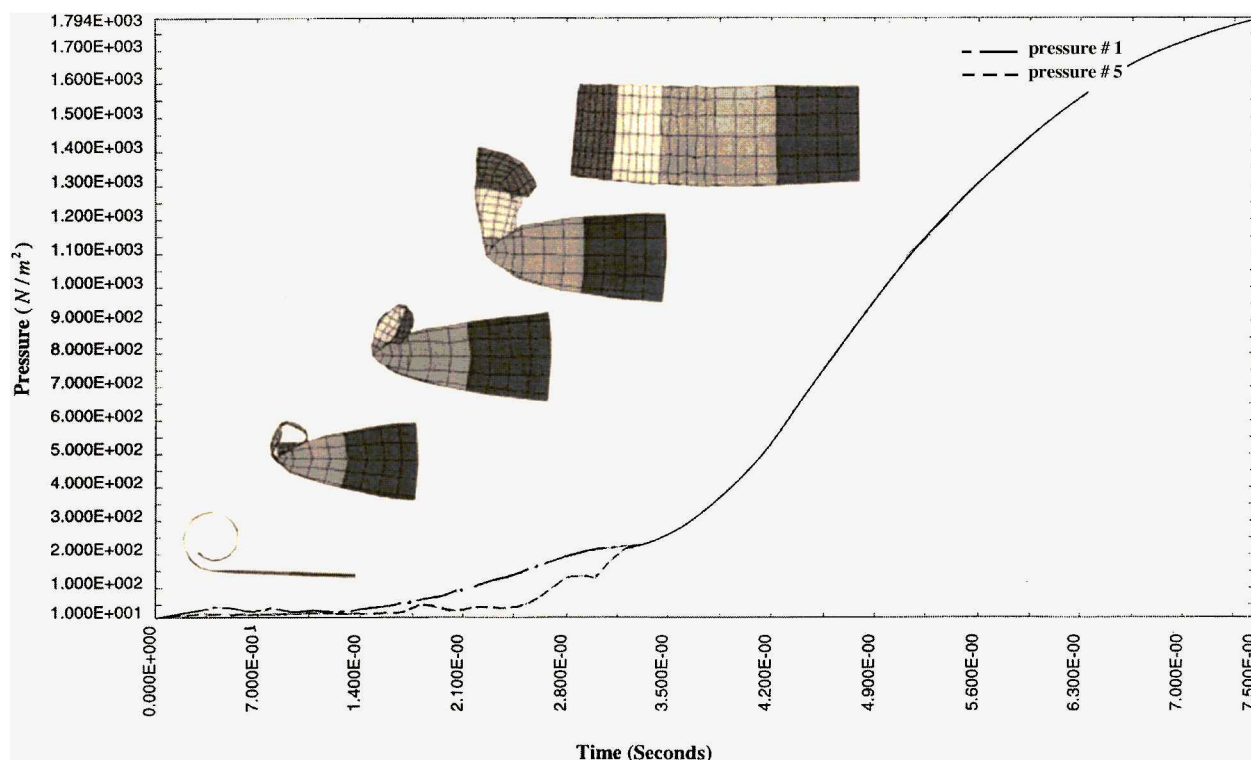 1.794E+003
1.700E+003
1.600E+003
1.500E+003
1.400E+003
1.300E+003
1.200E+003
1.100E+003
1.000E+003
9.000E+002
8.000E+002
7.000E+002
6.000E+002
5.000E+002
4.000E+002
3.000E+002
2.000E+002
1.000E+002
1.000E+001
Pressure ( N / m² )
pressure # 1
pressure # 5
0.000E+000
7.000E-001
1.400E-00
2.100E-00
2.800E-00
3.500E-00
4.200E-00
4.900E-00
5.600E-00
6.300E-00
7.000E-00
7.500E-00
Time (Seconds)